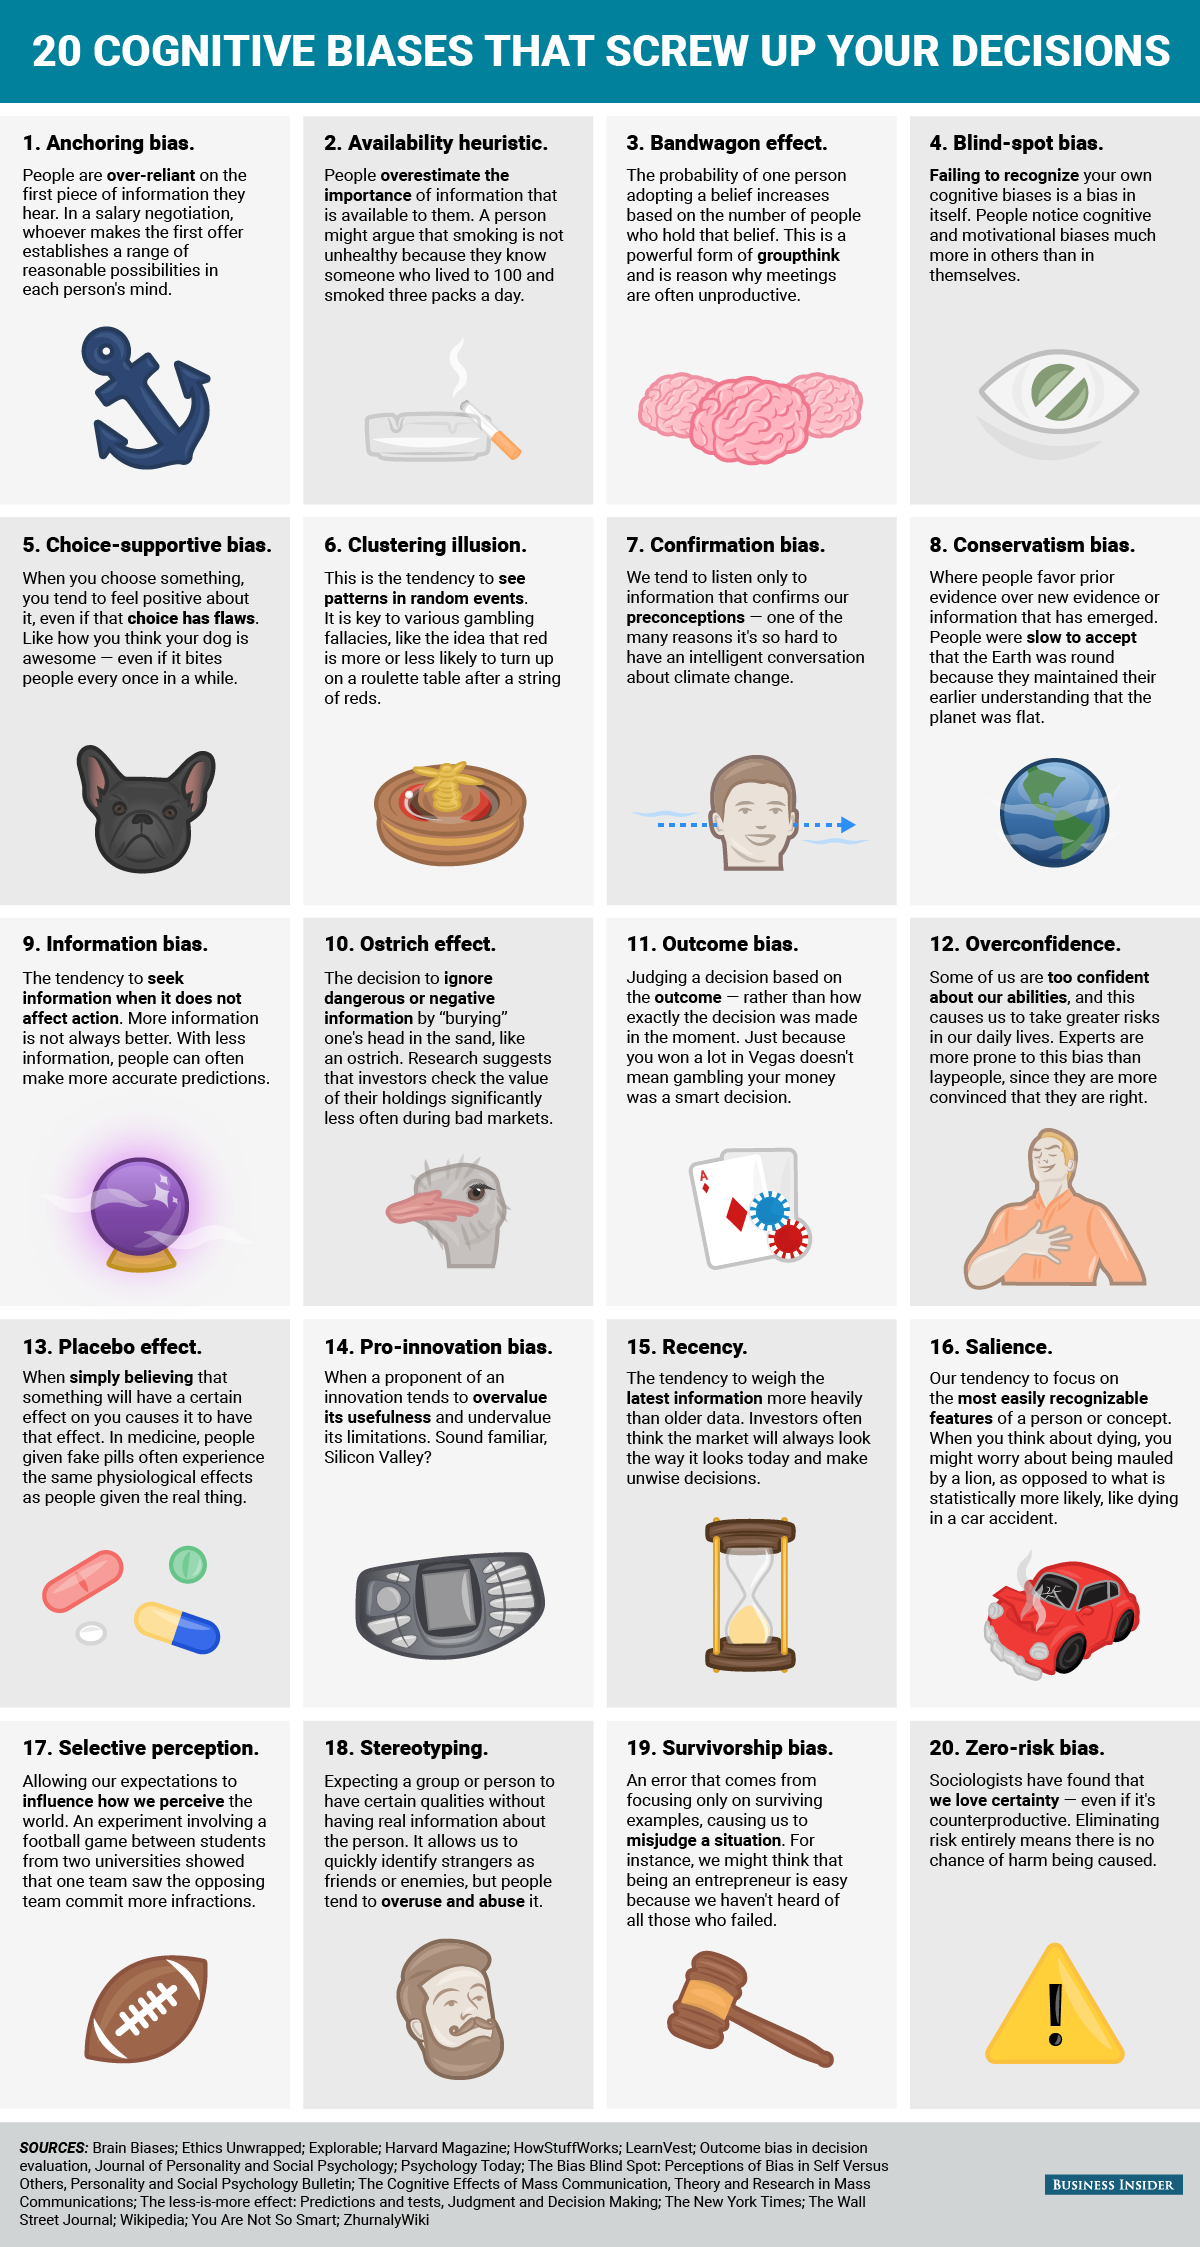 20 COGNITIVE BIASES THAT SCREW UP YOUR DECISIONS
1. Anchoring bias.
People are over-reliant on the
first piece of information they
hear. In a salary negotiation,
whoever makes the first offer
establishes a range of
reasonable possibilities in
each person's mind.
2. Availability heuristic.
People overestimate the
importance of information that
is available to them. A person
might argue that smoking is not
unhealthy because they know
someone who lived to 100 and
smoked three packs a day.
3. Bandwagon effect.
The probability of one person
adopting a belief increases
based on the number of people
who hold that belief. This is a
powerful form of groupthink
and is reason why meetings
are often unproductive.
4. Blind-spot bias.
Failing to recognize your own
cognitive biases is a bias in
itself. People notice cognitive
and motivational biases much
more in others than in
themselves.
5. Choice-supportive bias.
When you choose something,
you tend to feel positive about
it, even if that choice has flaws.
Like how you think your dog is
awesome — even if it bites
people every once in a while.
6. Clustering illusion.
This is the tendency to see
patterns in random events.
It is key to various gambling
fallacies, like the idea that red
is more or less likely to turn up
on a roulette table after a string
of reds.
7. Confirmation bias.
We tend to listen only to
information that confirms our
preconceptions — one of the
many reasons it's so hard to
have an intelligent conversation
about climate change.
8. Conservatism bias.
Where people favor prior
evidence over new evidence or
information that has emerged.
People were slow to accept
that the Earth was round
because they maintained their
earlier understanding that the
planet was flat.
9. Information bias.
The tendency to seek
information when it does not
affect action. More information
is not always better. With less
information, people can often
make more accurate predictions.
10. Ostrich effect.
The decision to ignore
dangerous or negative
information by “burying”
one's head in the sand, like
an ostrich. Research suggests
that investors check the value
of their holdings significantly
less often during bad markets.
11. Outcome bias.
Judging a decision based on
the outcome — rather than how
exactly the decision was made
in the moment. Just because
you won a lot in Vegas doesn't
mean gambling your money
was a smart decision.
A
12. Overconfidence.
Some of us are too confident
about our abilities, and this
causes us to take greater risks
in our daily lives. Experts are
more prone to this bias than
laypeople, since they are more
convinced that they are right.
13. Placebo effect.
When simply believing that
something will have a certain
effect on you causes it to have
that effect. In medicine, people
given fake pills often experience
the same physiological effects
as people given the real thing.
14. Pro-innovation bias.
When a proponent of an
innovation tends to overvalue
its usefulness and undervalue
its limitations. Sound familiar,
Silicon Valley?
15. Recency.
The tendency to weigh the
latest information more heavily
than older data. Investors often
think the market will always look
the way it looks today and make
unwise decisions.
16. Salience.
Our tendency to focus on
the most easily recognizable
features of a person or concept.
When you think about dying, you
might worry about being mauled
by a lion, as opposed to what is
statistically more likely, like dying
in a car accident.
17. Selective perception.
Allowing our expectations to
influence how we perceive the
world. An experiment involving a
football game between students
from two universities showed
that one team saw the opposing
team commit more infractions.
18. Stereotyping.
Expecting a group or person to
have certain qualities without
having real information about
the person. It allows us to
quickly identify strangers as
friends or enemies, but people
tend to overuse and abuse it.
19. Survivorship bias.
An error that comes from
focusing only on surviving
examples, causing us to
misjudge a situation. For
instance, we might think that
being an entrepreneur is easy
because we haven't heard of
all those who failed.
20. Zero-risk bias.
Sociologists have found that
we love certainty — even if it's
counterproductive. Eliminating
risk entirely means there is no
chance of harm being caused.
!
SOURCES: Brain Biases; Ethics Unwrapped; Explorable; Harvard Magazine; HowStuffWorks; LearnVest; Outcome bias in decision
evaluation, Journal of Personality and Social Psychology; Psychology Today; The Bias Blind Spot: Perceptions of Bias in Self Versus
Others, Personality and Social Psychology Bulletin; The Cognitive Effects of Mass Communication, Theory and Research in Mass
Communications; The less-is-more effect: Predictions and tests, Judgment and Decision Making; The New York Times; The Wall
Street Journal; Wikipedia; You Are Not So Smart; ZhurnalyWiki
BUSINESS INSIDER